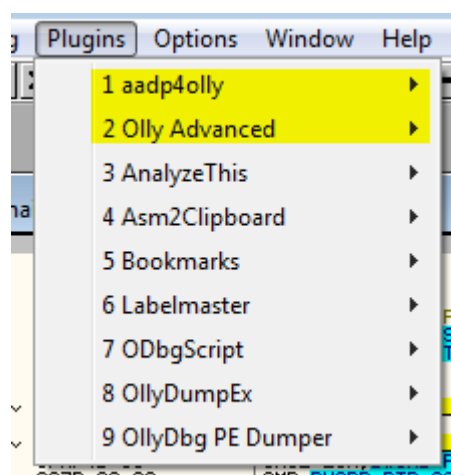 Plugins Options Window Help
1 aadp4olly
2 Olly Advanced
3 AnalyzeThis
4 Asm2Clipboard
5 Bookmarks
6 Labelmaster
7 ODbgScript
8 OllyDumpEx
9 OllyDbg PE Dumper